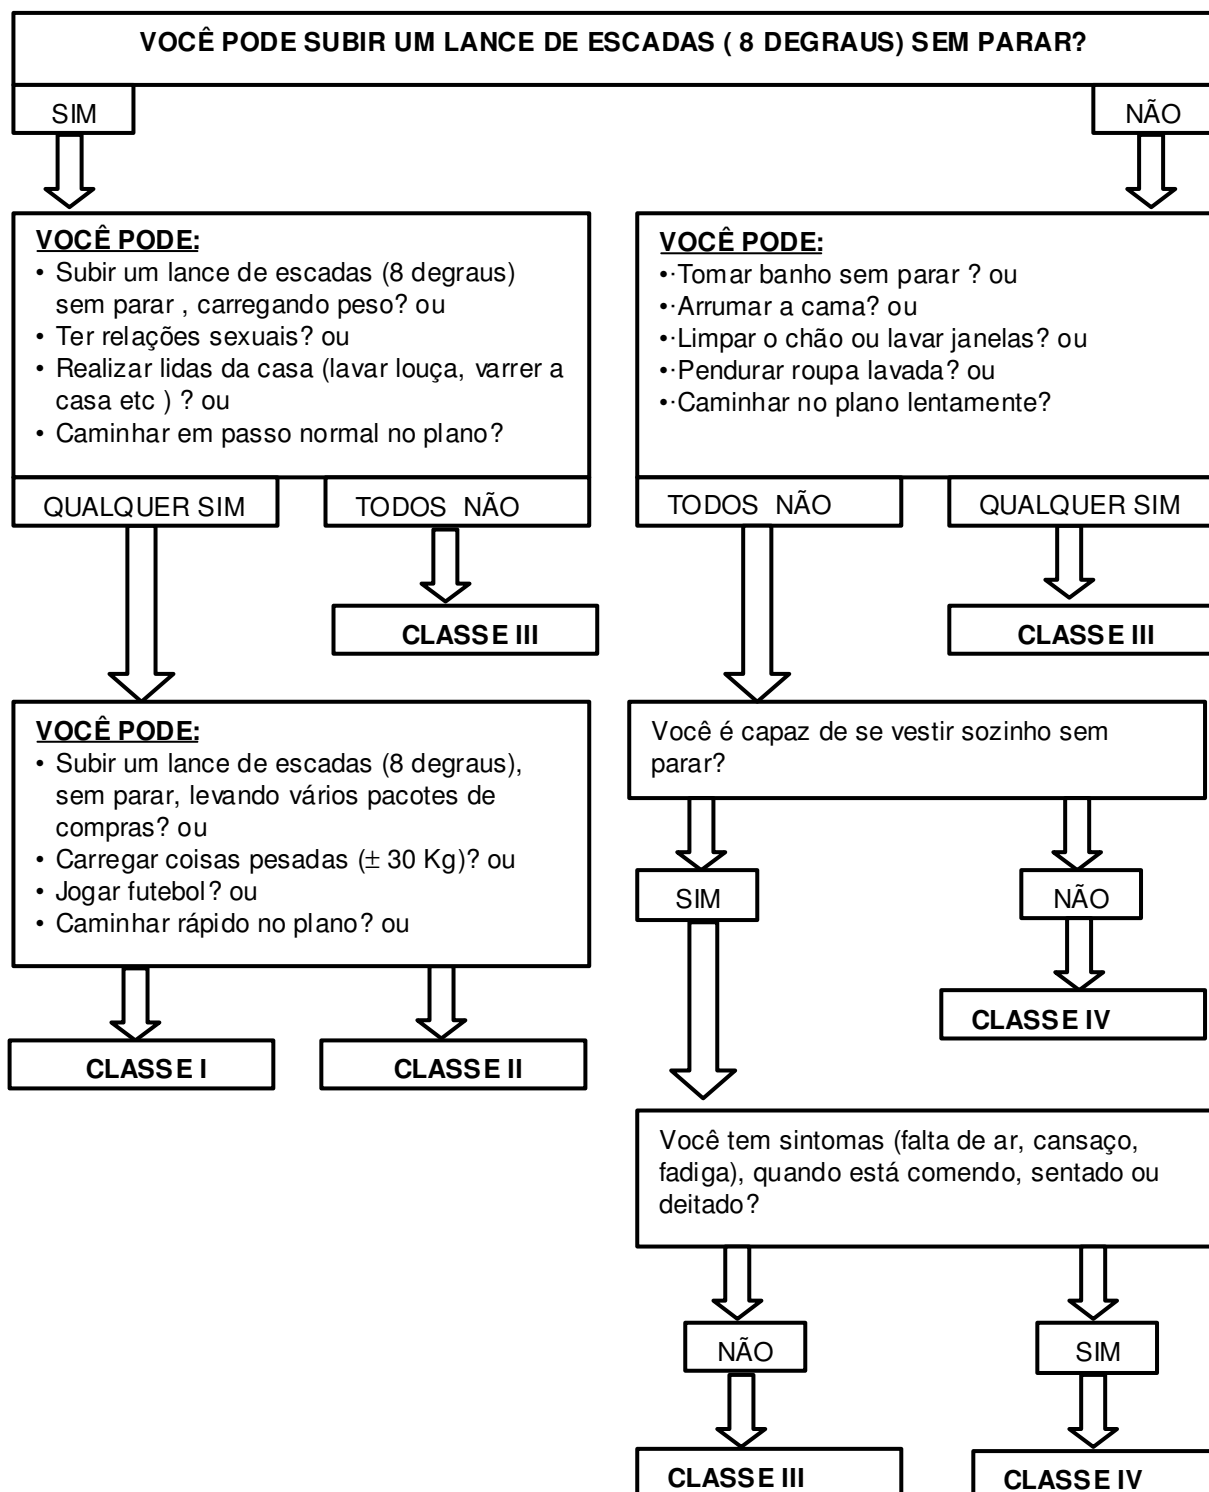 VOCÊ PODE SUBIR UM LANCE DE ESCADAS ( 8 DEGRAUS) SEM PARAR?
SIM
NÃO
VOCÊ PODE:
• Subir um lance de escadas (8 degraus)
sem parar , carregando peso? ou
• Ter relações sexuais? ou
• Realizar lidas da casa (lavar louça, varrer a
casa etc ) ? ou
• Caminhar em passo normal no plano?
QUALQUER SIM
TODOS NÃO
CLASSE III
VOCÊ PODE:
•·Tomar banho sem parar ? ou
•·Arrumar a cama? ou
•·Limpar o chão ou lavar janelas? ou
•·Pendurar roupa lavada? ou
•·Caminhar no plano lentamente?
TODOS NÃO
QUALQUER SIM
CLASSE III
VOCÊ PODE:
• Subir um lance de escadas (8 degraus),
sem parar, levando vários pacotes de
compras? ou
• Carregar coisas pesadas (± 30 Kg)? ou
• Jogar futebol? ou
• Caminhar rápido no plano? ou
CLASSE I
CLASSE II
Você é capaz de se vestir sozinho sem
parar?
SIM
NÃO
CLASSE IV
Você tem sintomas (falta de ar, cansaço,
fadiga), quando está comendo, sentado ou
deitado?
NÃO
SIM
CLASSE III
CLASSE IV